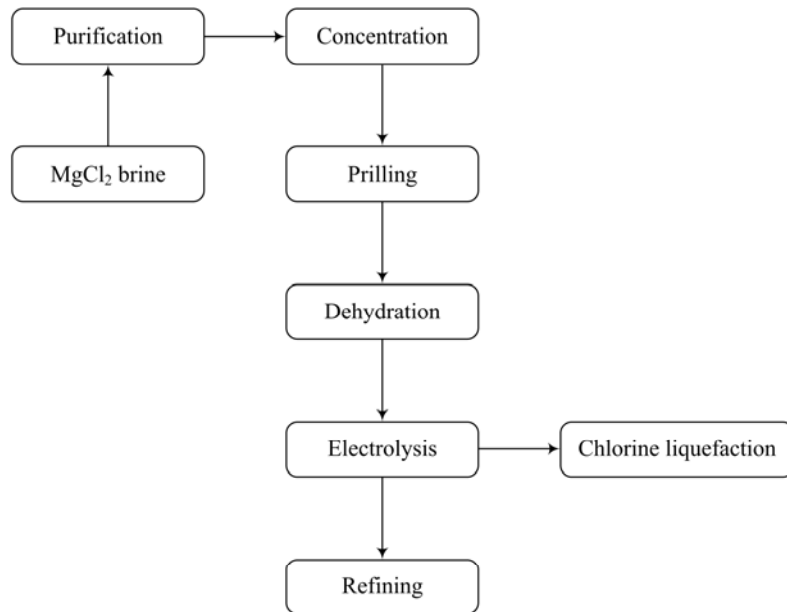 Purification
Concentration
MgCl₂ brine
Prilling
Dehydration
Electrolysis
Chlorine liquefaction
Refining